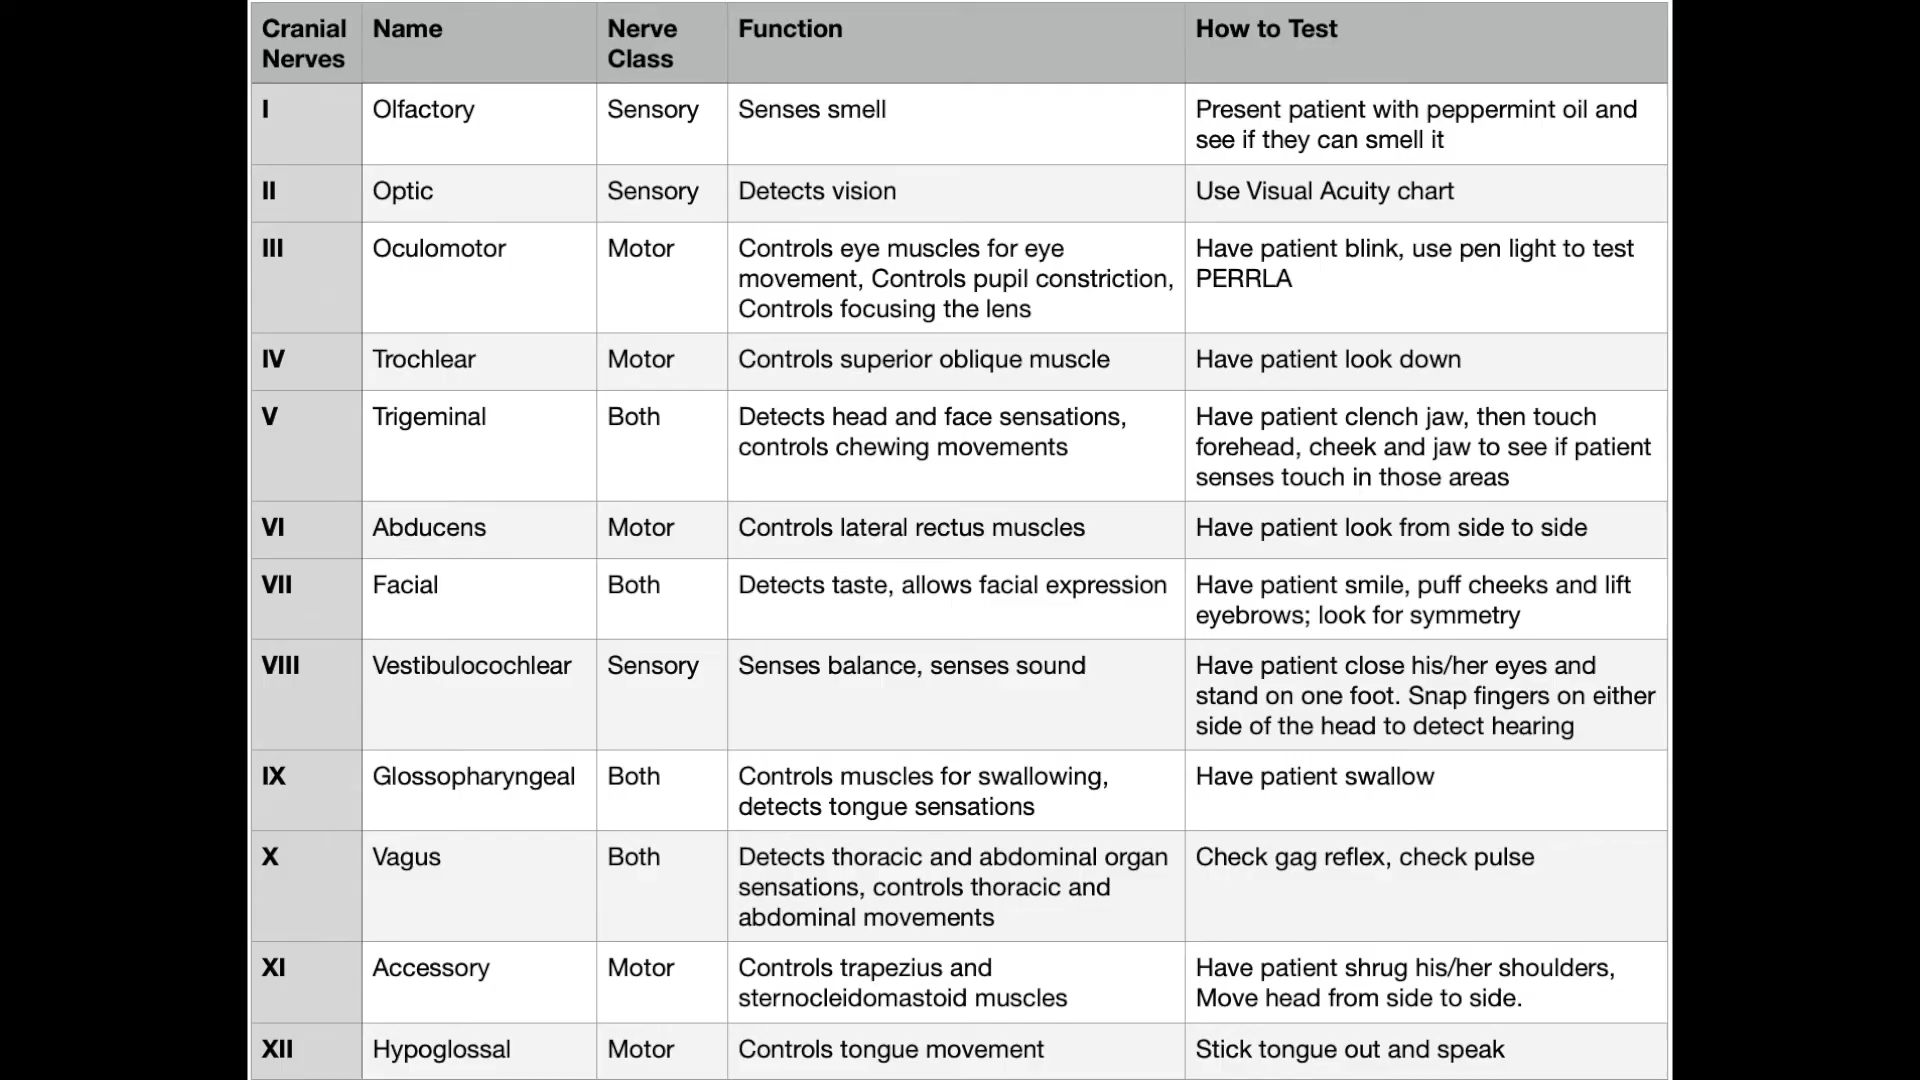 Cranial Nerves | Name | Nerve Class | Function | How to Test
I | Olfactory | Sensory | Senses smell | Present patient with peppermint oil and see if they can smell it
II | Optic | Sensory | Detects vision | Use Visual Acuity chart
III | Oculomotor | Motor | Controls eye muscles for eye movement, Controls pupil constriction, Controls focusing the lens | Have patient blink, use pen light to test PERRLA
IV | Trochlear | Motor | Controls superior oblique muscle | Have patient look down
V | Trigeminal | Both | Detects head and face sensations, controls chewing movements | Have patient clench jaw, then touch forehead, cheek and jaw to see if patient senses touch in those areas
VI | Abducens | Motor | Controls lateral rectus muscles | Have patient look from side to side
VII | Facial | Both | Detects taste, allows facial expression | Have patient smile, puff cheeks and lift eyebrows; look for symmetry
VIII | Vestibulocochlear | Sensory | Senses balance, senses sound | Have patient close his/her eyes and stand on one foot. Snap fingers on either side of the head to detect hearing
IX | Glossopharyngeal | Both | Controls muscles for swallowing, detects tongue sensations | Have patient swallow
X | Vagus | Both | Detects thoracic and abdominal organ sensations, controls thoracic and abdominal movements | Check gag reflex, check pulse
XI | Accessory | Motor | Controls trapezius and sternocleidomastoid muscles | Have patient shrug his/her shoulders, Move head from side to side.
XII | Hypoglossal | Motor | Controls tongue movement | Stick tongue out and speak